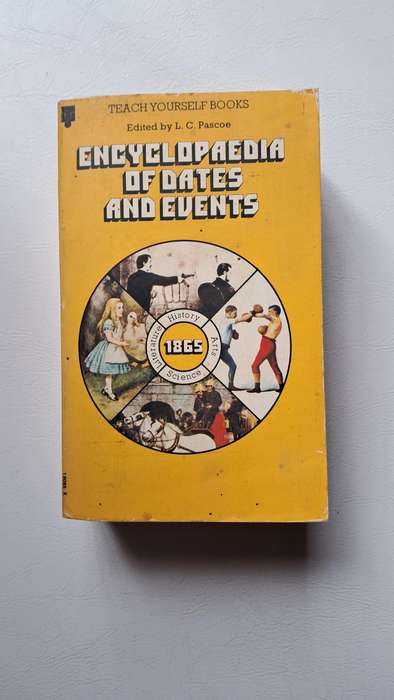 TEACH YOURSELF BOOKS
Edited by L. C. Pascoe
ENCYCLOPAEDIA
OF DATES
AND EVENTS
History
Literature
1865
Arts
Science